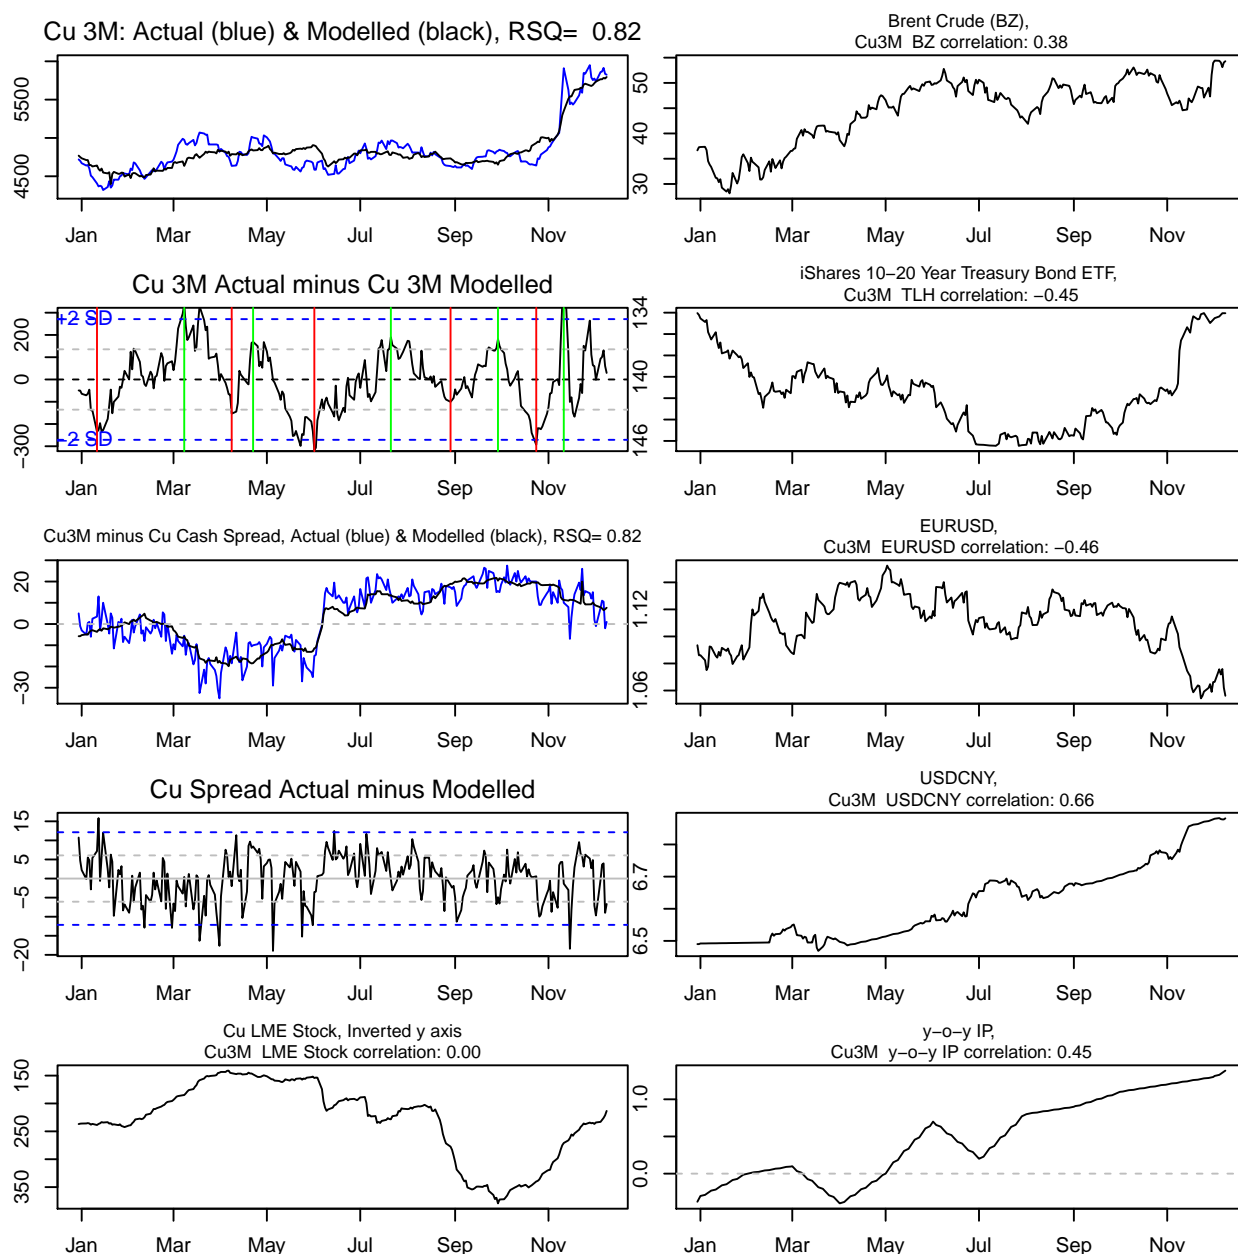 Cu 3M: Actual (blue) & Modelled (black), RSQ=  0.82
4500 5500
Jan Mar May Jul Sep Nov
Brent Crude (BZ),
Cu3M  BZ correlation: 0.38
30 40 50
Jan Mar May Jul Sep Nov
Cu 3M Actual minus Cu 3M Modelled
+2 SD
-2 SD
−300 0 200
Jan Mar May Jul Sep Nov
iShares 10−20 Year Treasury Bond ETF,
Cu3M  TLH correlation: −0.45
146 140 134
Jan Mar May Jul Sep Nov
Cu3M minus Cu Cash Spread, Actual (blue) & Modelled (black), RSQ= 0.82
−30 0 20
Jan Mar May Jul Sep Nov
EURUSD,
Cu3M  EURUSD correlation: −0.46
1.06 1.12
Jan Mar May Jul Sep Nov
Cu Spread Actual minus Modelled
−20 −5 5 15
Jan Mar May Jul Sep Nov
USDCNY,
Cu3M  USDCNY correlation: 0.66
6.5 6.7
Jan Mar May Jul Sep Nov
Cu LME Stock, Inverted y axis
Cu3M  LME Stock correlation: 0.00
350 250 150
Jan Mar May Jul Sep Nov
y−o−y IP,
Cu3M  y−o−y IP correlation: 0.45
0.0 1.0
Jan Mar May Jul Sep Nov